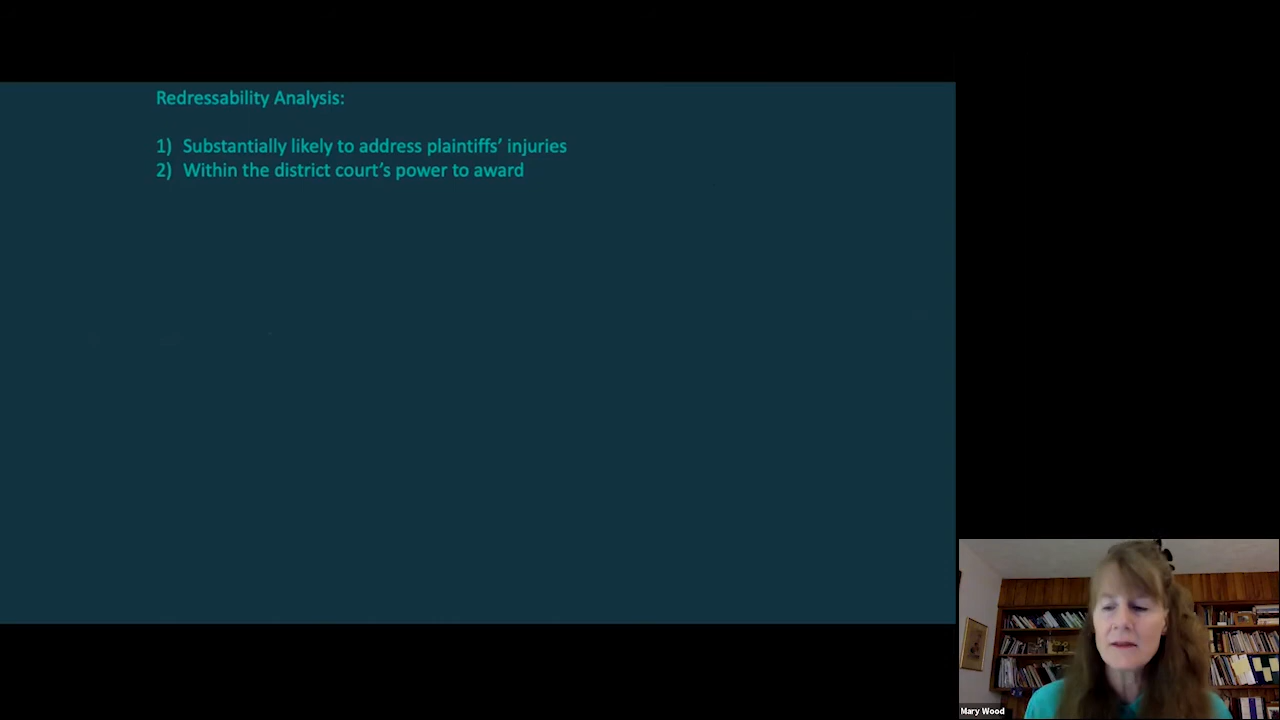 Redressability Analysis:
1) Substantially likely to address plaintiffs’ injuries
2) Within the district court’s power to award
Mary Wood